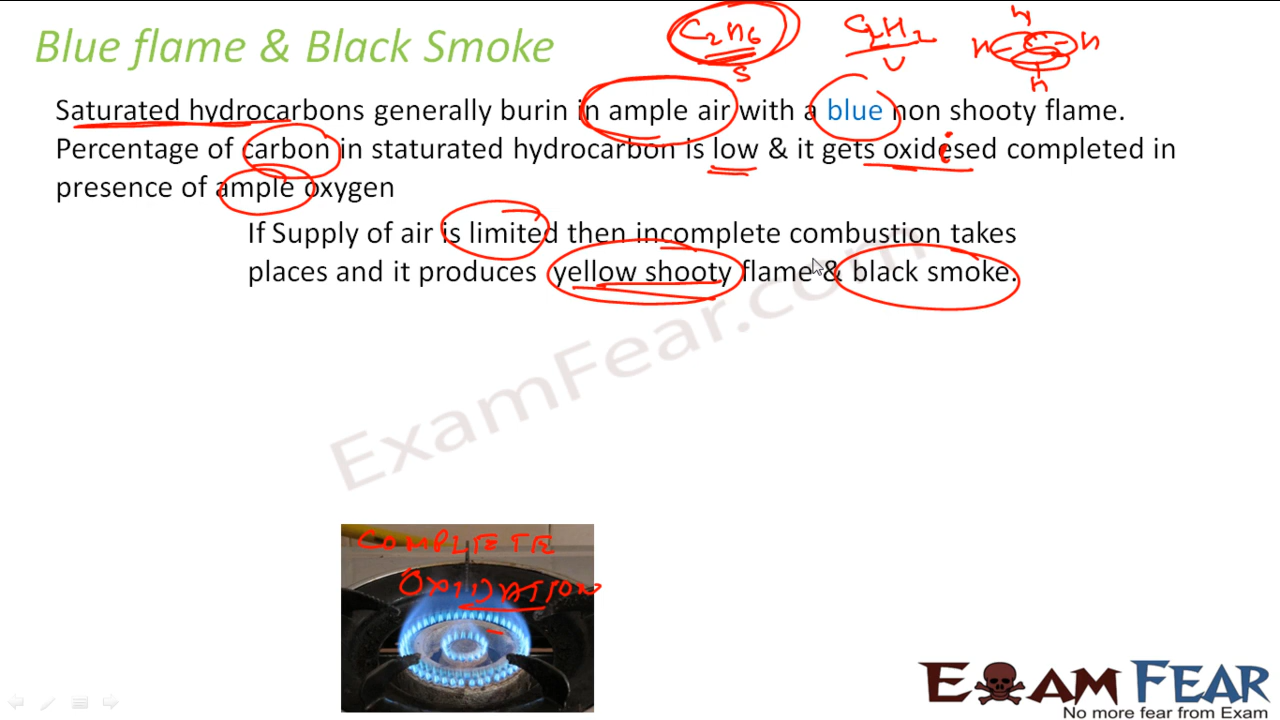 Blue flame & Black Smoke
C2H6
S
C2H2
U
H
H
H
H
Saturated hydrocarbons generally burin in ample air with a blue non shooty flame.
Percentage of carbon in staturated hydrocarbon is low & it gets oxidised completed in
presence of ample oxygen
If Supply of air is limited then incomplete combustion takes
places and it produces yellow shooty flame & black smoke.
ExamFear.com
COMPLETE
OXIDATION
EXAM FEAR
No more fear from Exam